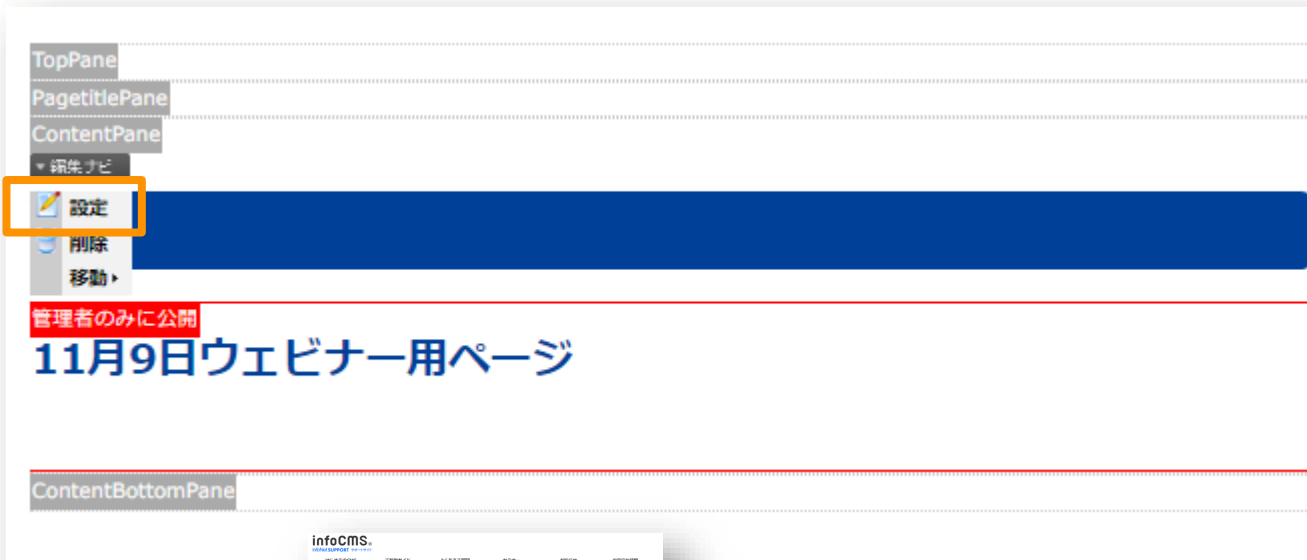 TopPane
PagetitlePane
ContentPane
編集ナビ
設定
削除
移動
管理者のみに公開
11月9日ウェビナー用ページ
ContentBottomPane
infoCMS